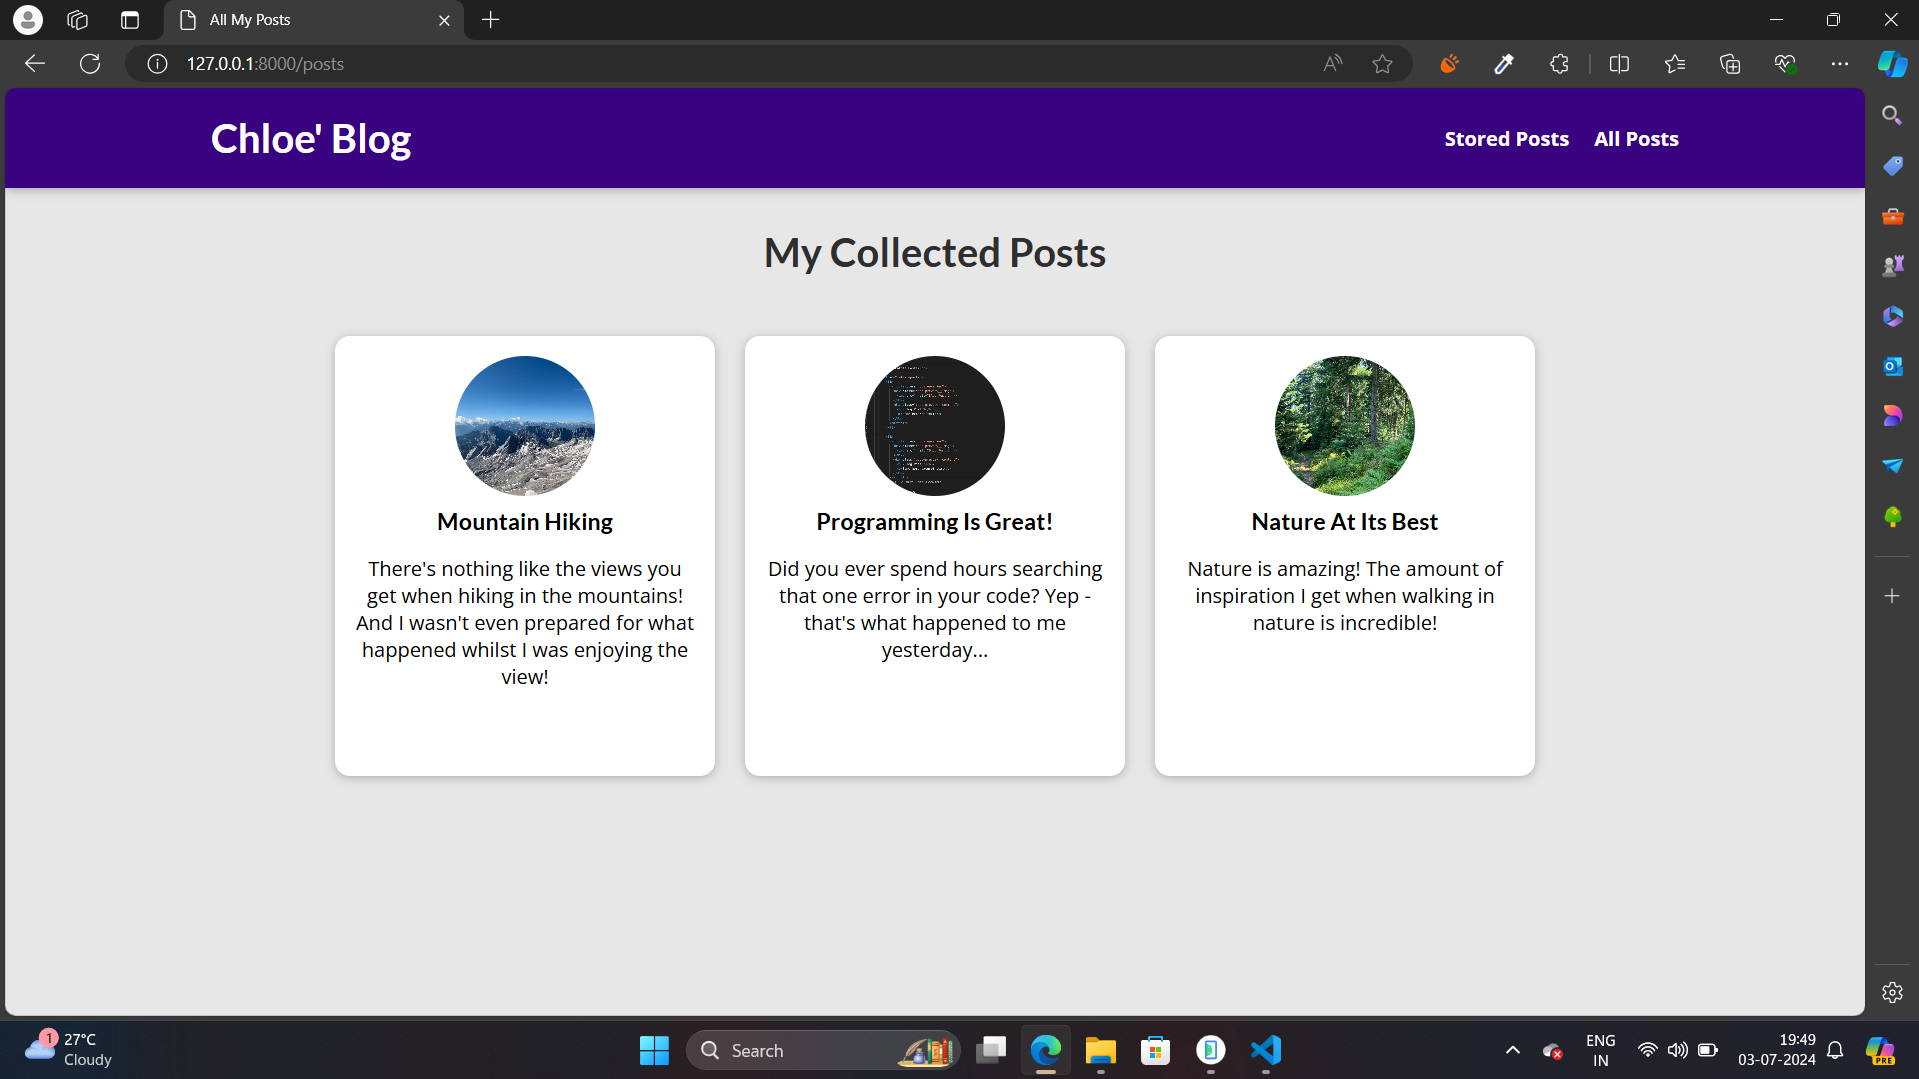 All My Posts
127.0.0.1:8000/posts
Chloe' Blog
Stored Posts
All Posts
My Collected Posts
Mountain Hiking
There's nothing like the views you
get when hiking in the mountains!
And I wasn't even prepared for what
happened whilst I was enjoying the
view!
Programming Is Great!
Did you ever spend hours searching
that one error in your code? Yep -
that's what happened to me
yesterday...
Nature At Its Best
Nature is amazing! The amount of
inspiration I get when walking in
nature is incredible!
1
27°C
Cloudy
Search
ENG
IN
19:49
03-07-2024
PRE